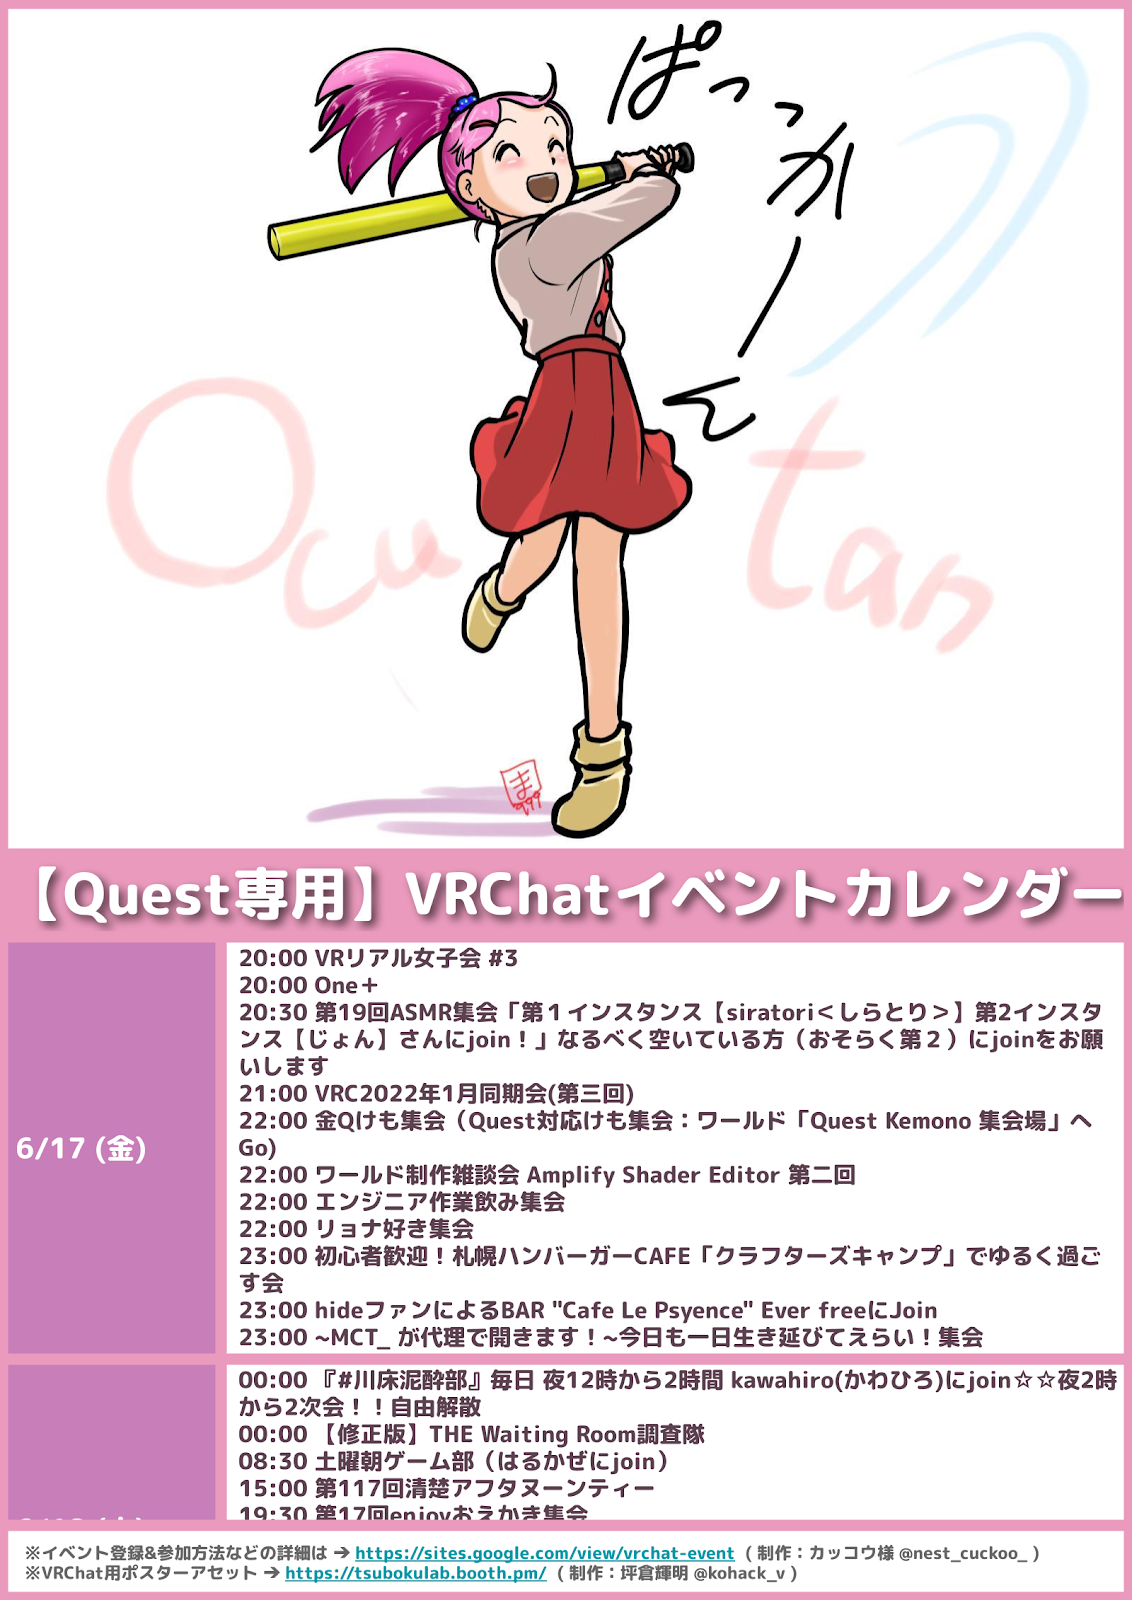 ぱっっかーん
Ocu tan
ま
999
【Quest専用】VRChatイベントカレンダー
6/17 (金)
20:00 VRリアル女子会 #3
20:00 One＋
20:30 第19回ASMR集会「第１インスタンス【siratori＜しらとり＞】第2インスタ
ンス【じょん】さんにjoin！」なるべく空いている方（おそらく第２）にjoinをお願
いします
21:00 VRC2022年1月同期会(第三回)
22:00 金Qけも集会（Quest対応けも集会：ワールド「Quest Kemono 集会場」へ
Go)
22:00 ワールド制作雑談会 Amplify Shader Editor 第二回
22:00 エンジニア作業飲み集会
22:00 リョナ好き集会
23:00 初心者歓迎！札幌ハンバーガーCAFE「クラフターズキャンプ」でゆるく過ご
す会
23:00 hideファンによるBAR "Cafe Le Psyence" Ever freeにJoin
23:00 ~MCT_ が代理で開きます！~今日も一日生き延びてえらい！集会
00:00 『#川床泥酔部』毎日 夜12時から2時間 kawahiro(かわひろ)にjoin☆☆夜2時
から2次会！！自由解散
00:00 【修正版】THE Waiting Room調査隊
08:30 土曜朝ゲーム部（はるかぜにjoin）
15:00 第117回清楚アフタヌーンティー
19:30 第17回enjoyおえかき集会
※イベント登録&参加方法などの詳細は → https://sites.google.com/view/vrchat-event ( 制作：カッコウ様 @nest_cuckoo_ )
※VRChat用ポスターアセット → https://tsubokulab.booth.pm/ ( 制作：坪倉輝明 @kohack_v )